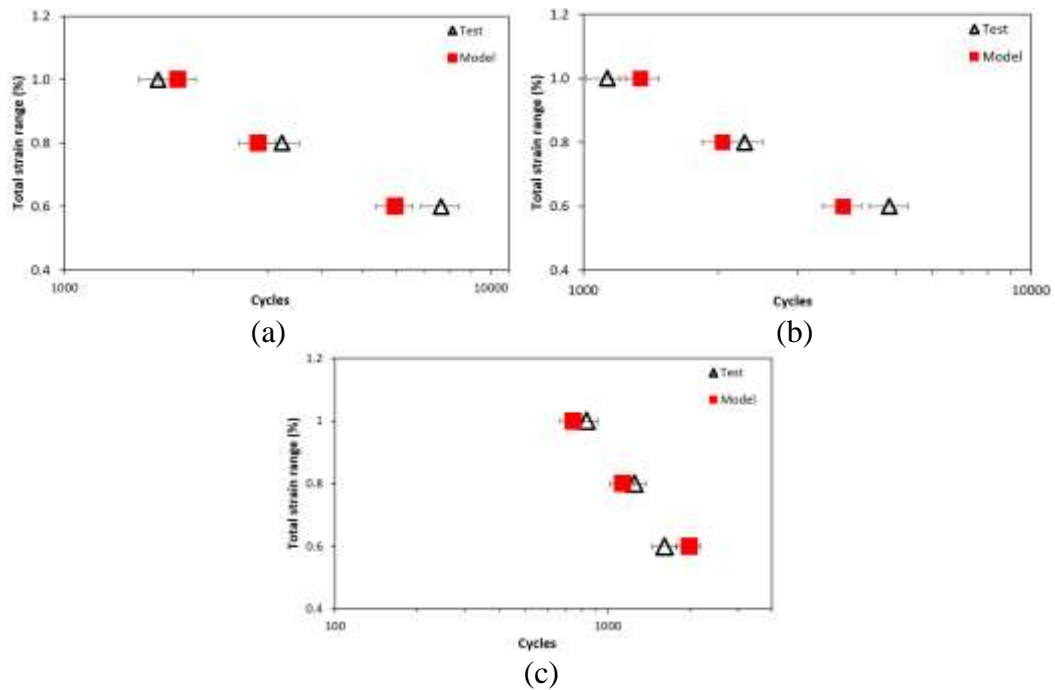 1.2
Test
Model
1.0
0.8
0.6
0.4
Total strain range (%)
1000
10000
Cycles
(a)
1.2
Test
Model
1.0
0.8
0.6
0.4
Total strain range (%)
1000
10000
Cycles
(b)
1.2
Test
Model
1
0.8
0.6
0.4
Total strain range (%)
100
1000
Cycles
(c)